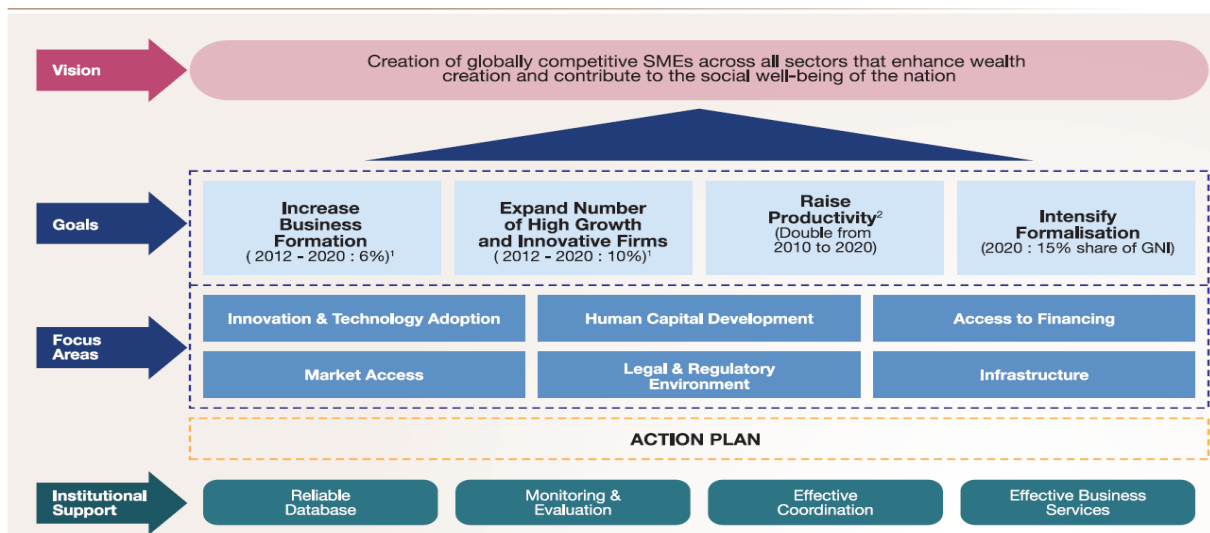 Vision
Creation of globally competitive SMEs across all sectors that enhance wealth
creation and contribute to the social well-being of the nation
Goals
Increase
Business
Formation
( 2012 - 2020 : 6%)¹
Expand Number
of High Growth
and Innovative Firms
( 2012 - 2020 : 10%)¹
Raise
Productivity²
(Double from
2010 to 2020)
Intensify
Formalisation
(2020 : 15% share of GNI)
Focus
Areas
Innovation & Technology Adoption
Human Capital Development
Access to Financing
Market Access
Legal & Regulatory
Environment
Infrastructure
ACTION PLAN
Institutional
Support
Reliable
Database
Monitoring &
Evaluation
Effective
Coordination
Effective Business
Services